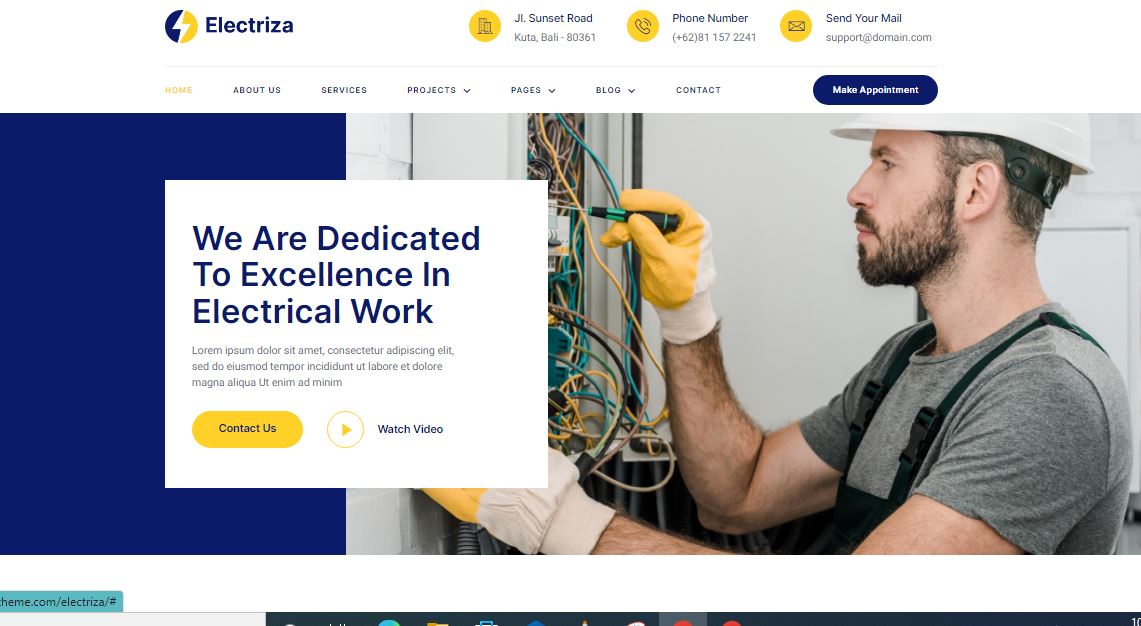 Electriza
Jl. Sunset Road
Kuta, Bali - 80361
Phone Number
(+62)81 157 2241
Send Your Mail
support@domain.com
HOME
ABOUT US
SERVICES
PROJECTS
PAGES
BLOG
CONTACT
Make Appointment
We Are Dedicated
To Excellence In
Electrical Work
Lorem ipsum dolor sit amet, consectetur adipiscing elit,
sed do eiusmod tempor incididunt ut labore et dolore
magna aliqua Ut enim ad minim
Contact Us
Watch Video
heme.com/electriza/#